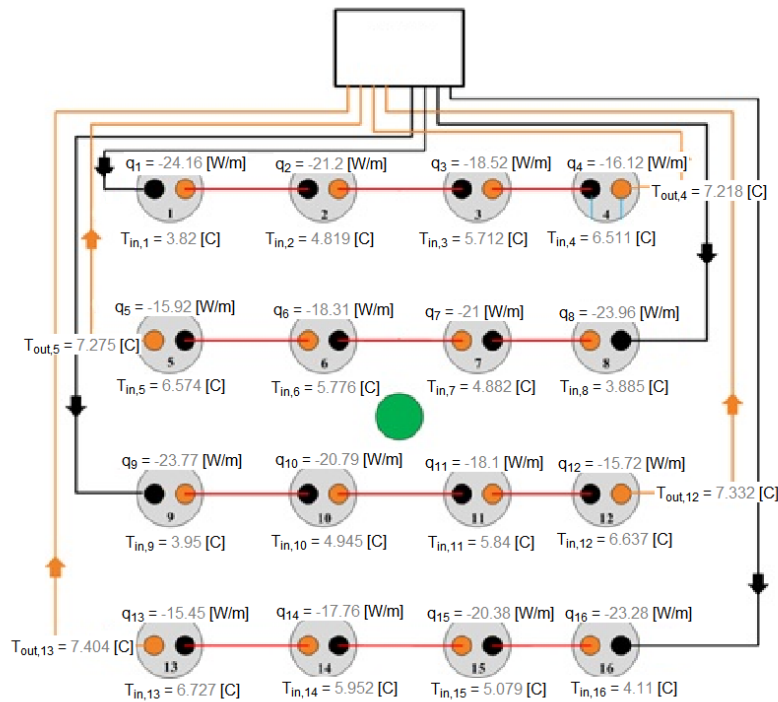 q1 = -24.16 [W/m] q2 = -21.2 [W/m] q3 = -18.52 [W/m] q4 = -16.12 [W/m]
1 2 3 4 Tout,4 = 7.218 [C]
Tin,1 = 3.82 [C] Tin,2 = 4.819 [C] Tin,3 = 5.712 [C] Tin,4 = 6.511 [C]
q5 = -15.92 [W/m] q6 = -18.31 [W/m] q7 = -21 [W/m] q8 = -23.96 [W/m]
Tout,5 = 7.275 [C] 5 6 7 8
Tin,5 = 6.574 [C] Tin,6 = 5.776 [C] Tin,7 = 4.882 [C] Tin,8 = 3.885 [C]
q9 = -23.77 [W/m] q10 = -20.79 [W/m] q11 = -18.1 [W/m] q12 = -15.72 [W/m]
9 10 11 12 Tout,12 = 7.332 [C]
Tin,9 = 3.95 [C] Tin,10 = 4.945 [C] Tin,11 = 5.84 [C] Tin,12 = 6.637 [C]
q13 = -15.45 [W/m] q14 = -17.76 [W/m] q15 = -20.38 [W/m] q16 = -23.28 [W/m]
Tout,13 = 7.404 [C] 13 14 15 16
Tin,13 = 6.727 [C] Tin,14 = 5.952 [C] Tin,15 = 5.079 [C] Tin,16 = 4.11 [C]